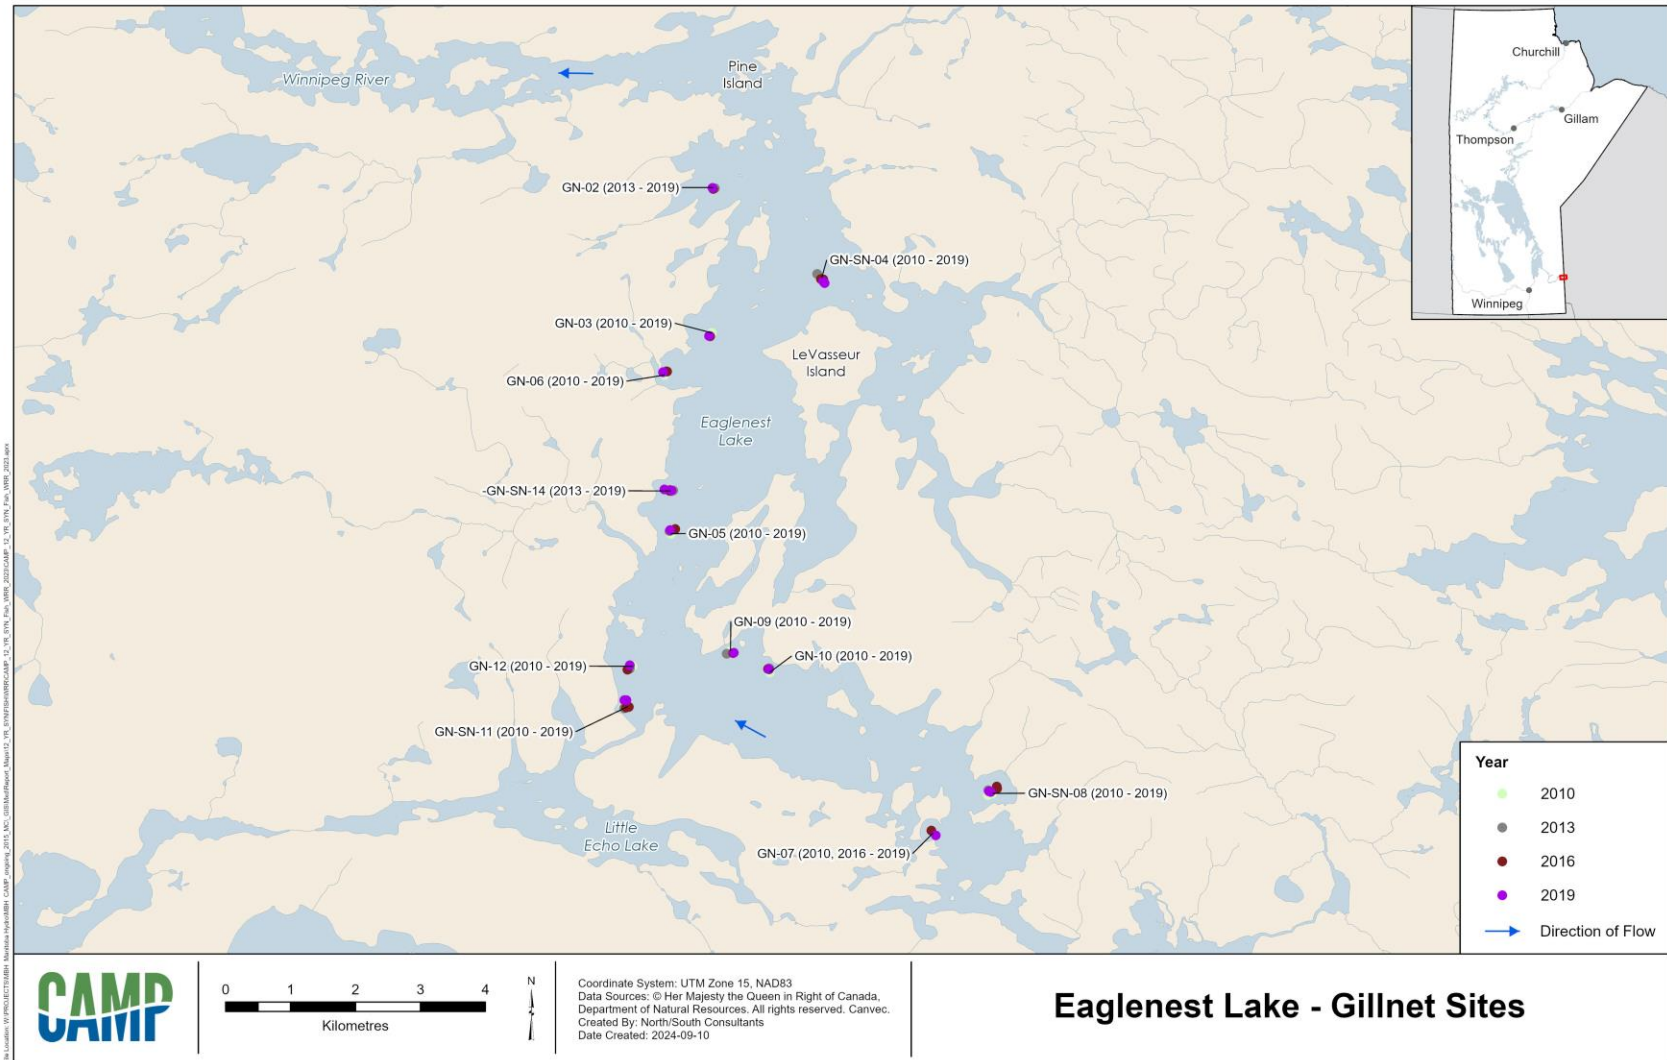 Winnipeg River
Pine
Island
GN-02 (2013 - 2019)
GN-SN-04 (2010 - 2019)
GN-03 (2010 - 2019)
LeVasseur
Island
GN-06 (2010 - 2019)
Eaglenest
Lake
-GN-SN-14 (2013 - 2019)
GN-05 (2010 - 2019)
GN-09 (2010 - 2019)
GN-10 (2010 - 2019)
GN-12 (2010 - 2019)
GN-SN-11 (2010 - 2019)
GN-SN-08 (2010 - 2019)
Little
Echo Lake
GN-07 (2010, 2016 - 2019)
Churchill
Gillam
Thompson
Winnipeg
Year
2010
2013
2016
2019
Direction of Flow
CAMP
0 1 2 3 4
Kilometres
N
Coordinate System: UTM Zone 15, NAD83
Data Sources: © Her Majesty the Queen in Right of Canada,
Department of Natural Resources. All rights reserved. Canvec.
Created By: North/South Consultants
Date Created: 2024-09-10
Eaglenest Lake - Gillnet Sites